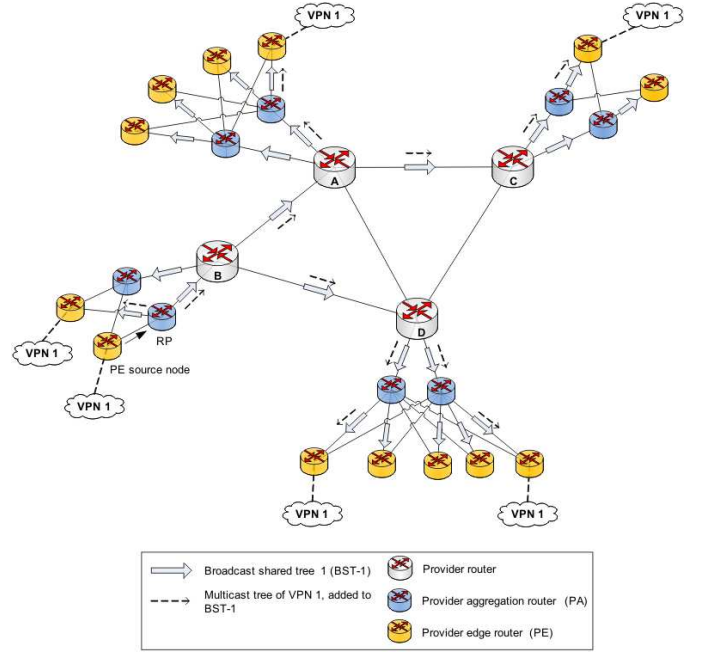 VPN 1
VPN 1
A
C
B
RP
D
VPN 1
PE source node
VPN 1
VPN 1
VPN 1
Broadcast shared tree 1 (BST-1)
Provider router
Multicast tree of VPN 1, added to
BST-1
Provider aggregation router (PA)
Provider edge router (PE)